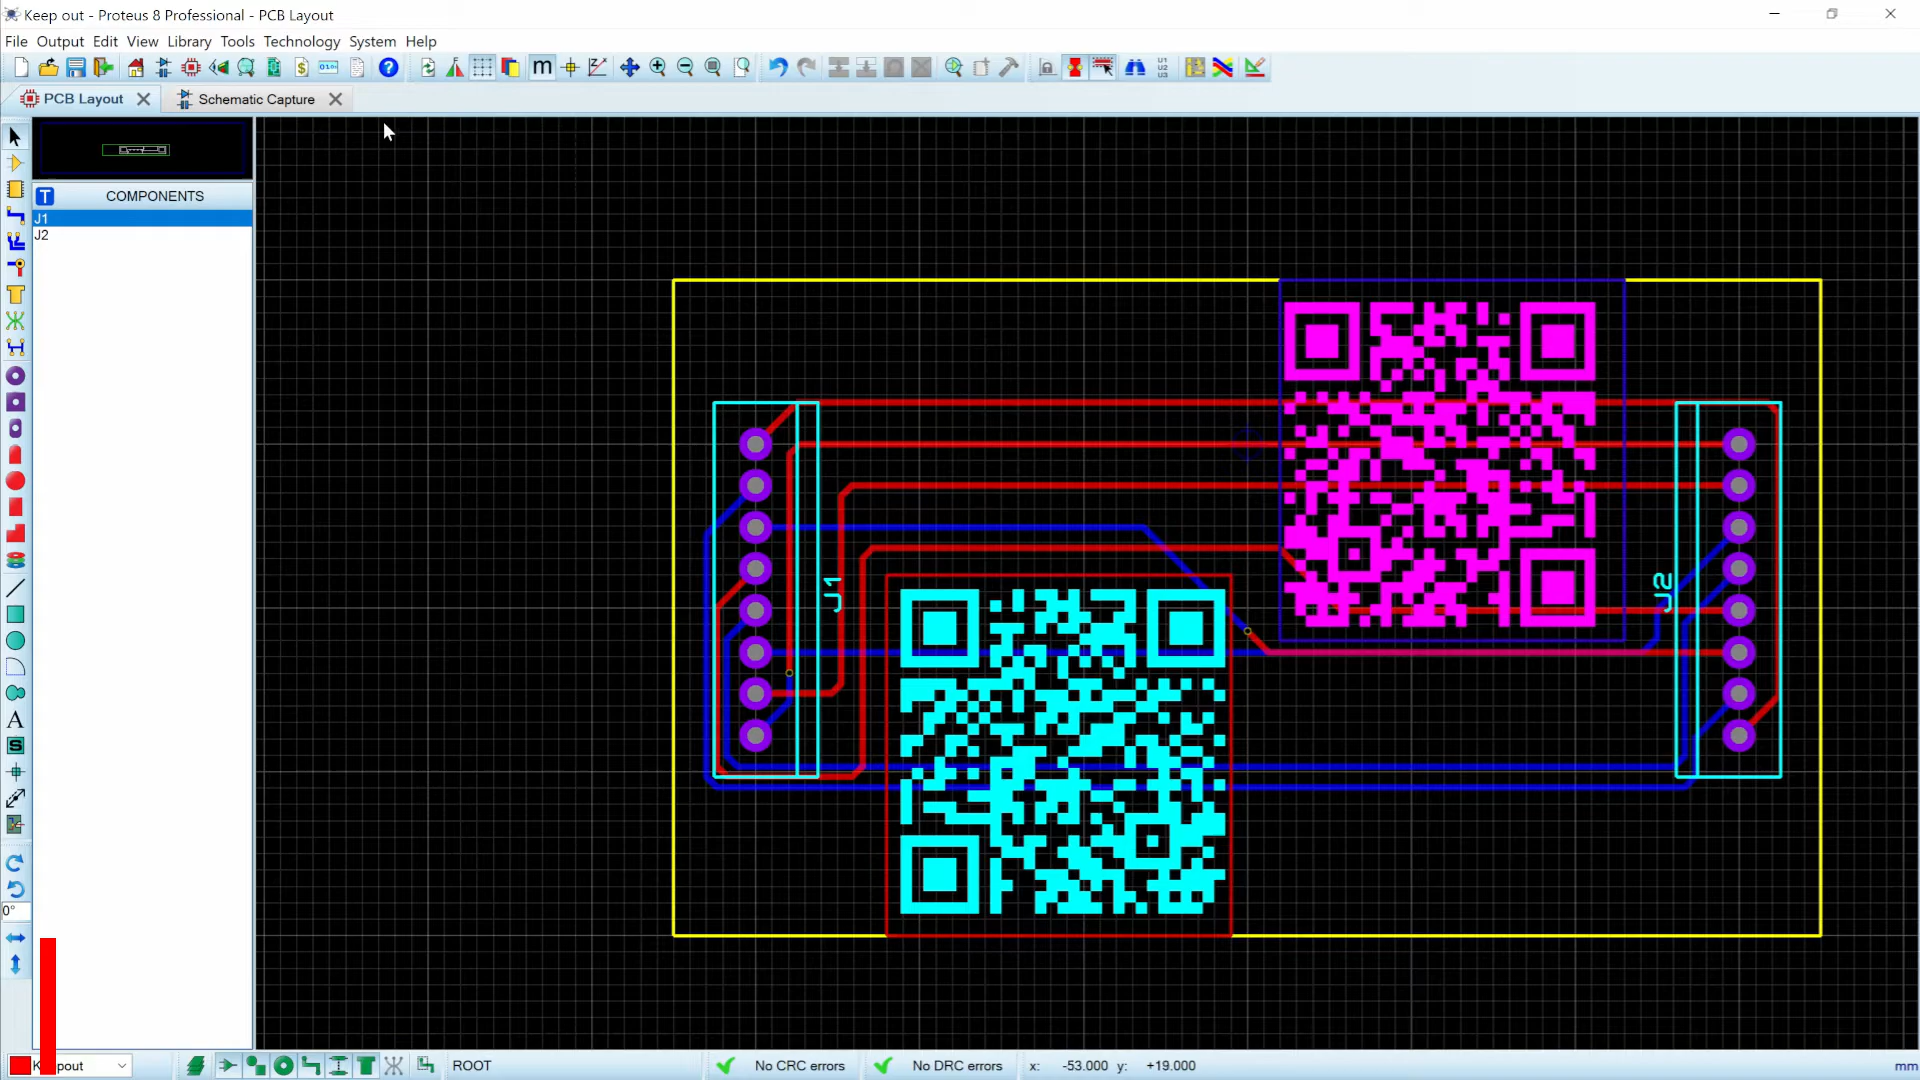 Keep out - Proteus 8 Professional - PCB Layout
File Output Edit View Library Tools Technology System Help
PCB Layout
Schematic Capture
COMPONENTS
J1
J2
J1
J2
0°
ROOT
No CRC errors
No DRC errors
x: -53.000 y: +19.000
mm